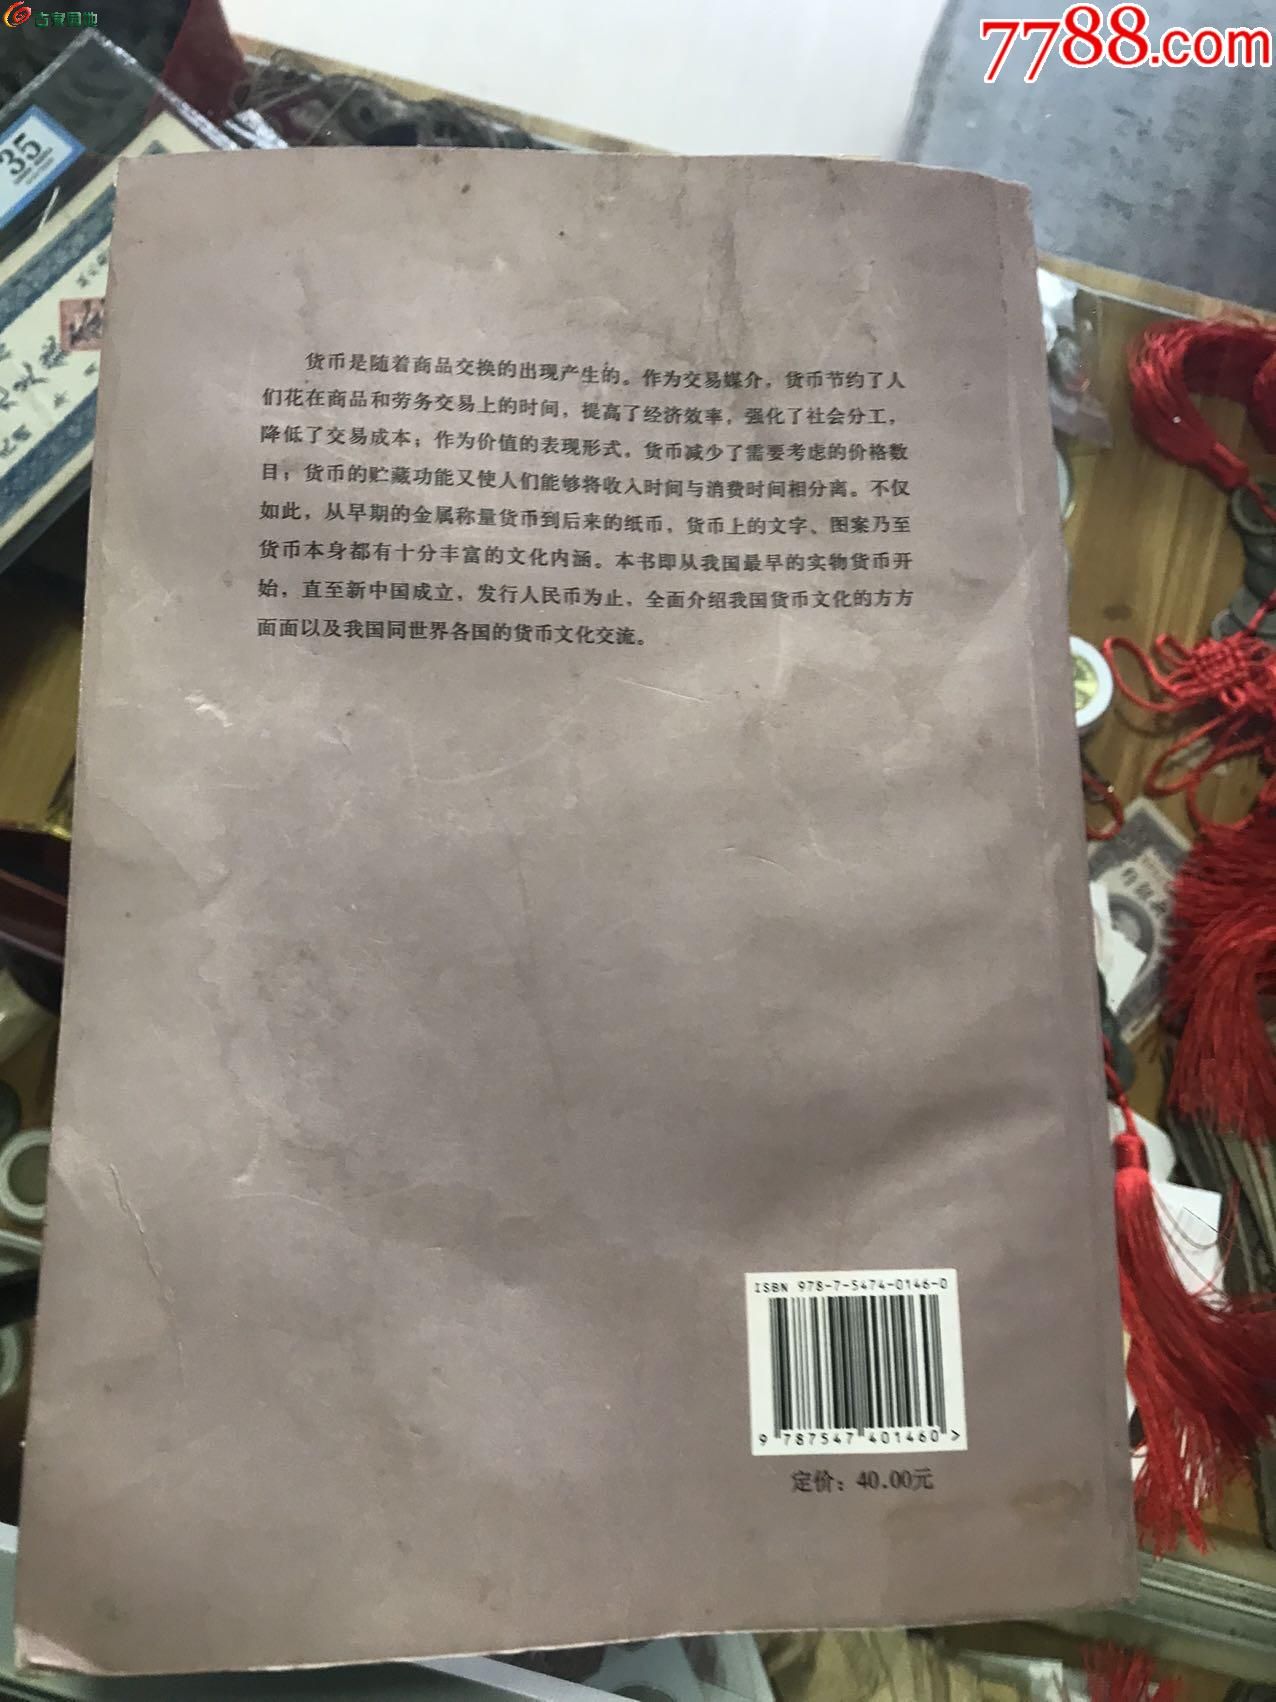 古泉园地
7788.com
35
货币是随着商品交换的出现产生的。作为交易媒介，货币节约了人
们花在商品和劳务交易上的时间，提高了经济效率，强化了社会分工，
降低了交易成本；作为价值的表现形式，货币减少了需要考虑的价格数
目；货币的贮藏功能又使人们能够将收入时间与消费时间相分离。不仅
如此，从早期的金属称量货币到后来的纸币，货币上的文字、图案乃至
货币本身都有十分丰富的文化内涵。本书即从我国最早的实物货币开
始，直至新中国成立，发行人民币为止，全面介绍我国货币文化的方方
面面以及我国同世界各国的货币文化交流。
ISBN 978-7-5474-0146-0
9 787547 401460 >
定价：40.00元